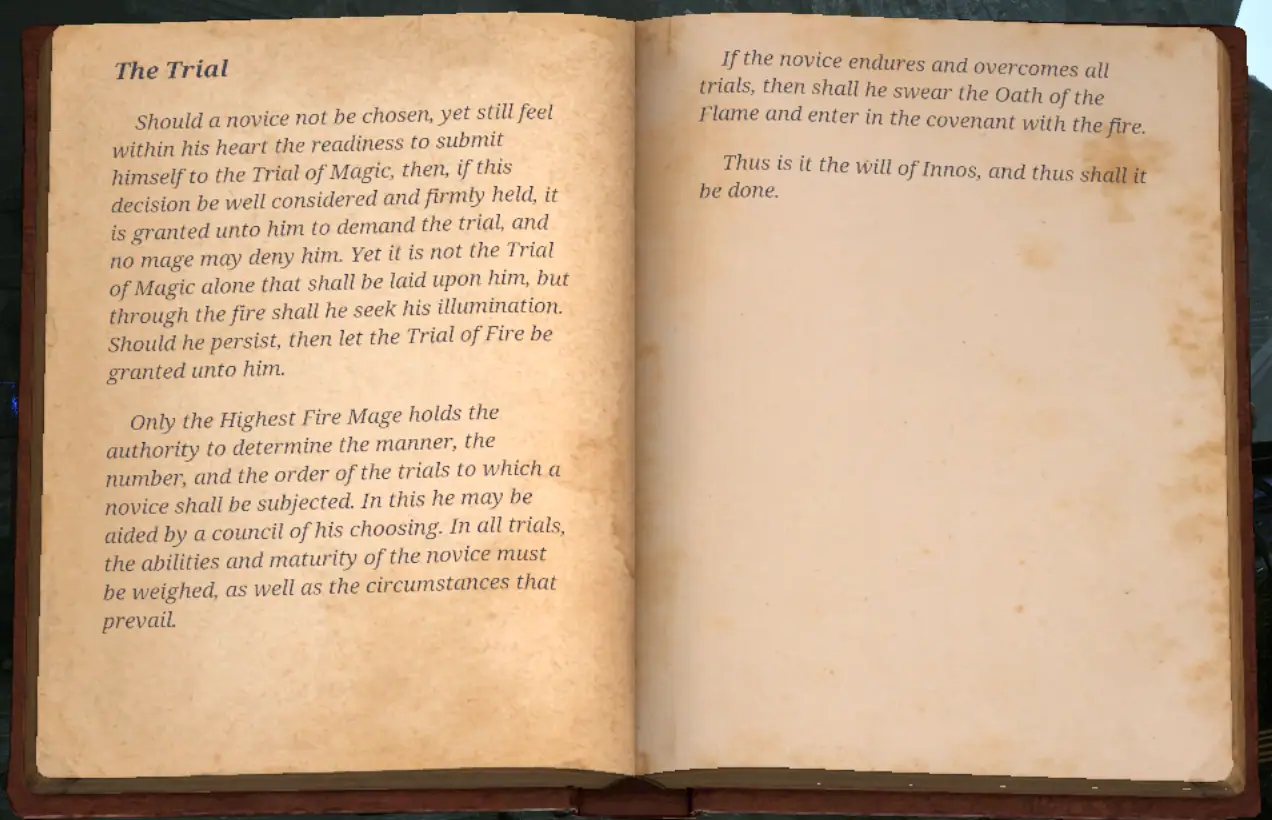 The Trial
Should a novice not be chosen, yet still feel
within his heart the readiness to submit
himself to the Trial of Magic, then, if this
decision be well considered and firmly held, it
is granted unto him to demand the trial, and
no mage may deny him. Yet it is not the Trial
of Magic alone that shall be laid upon him, but
through the fire shall he seek his illumination.
Should he persist, then let the Trial of Fire be
granted unto him.
Only the Highest Fire Mage holds the
authority to determine the manner, the
number, and the order of the trials to which a
novice shall be subjected. In this he may be
aided by a council of his choosing. In all trials,
the abilities and maturity of the novice must
be weighed, as well as the circumstances that
prevail.
If the novice endures and overcomes all
trials, then shall he swear the Oath of the
Flame and enter in the covenant with the fire.
Thus is it the will of Innos, and thus shall it
be done.